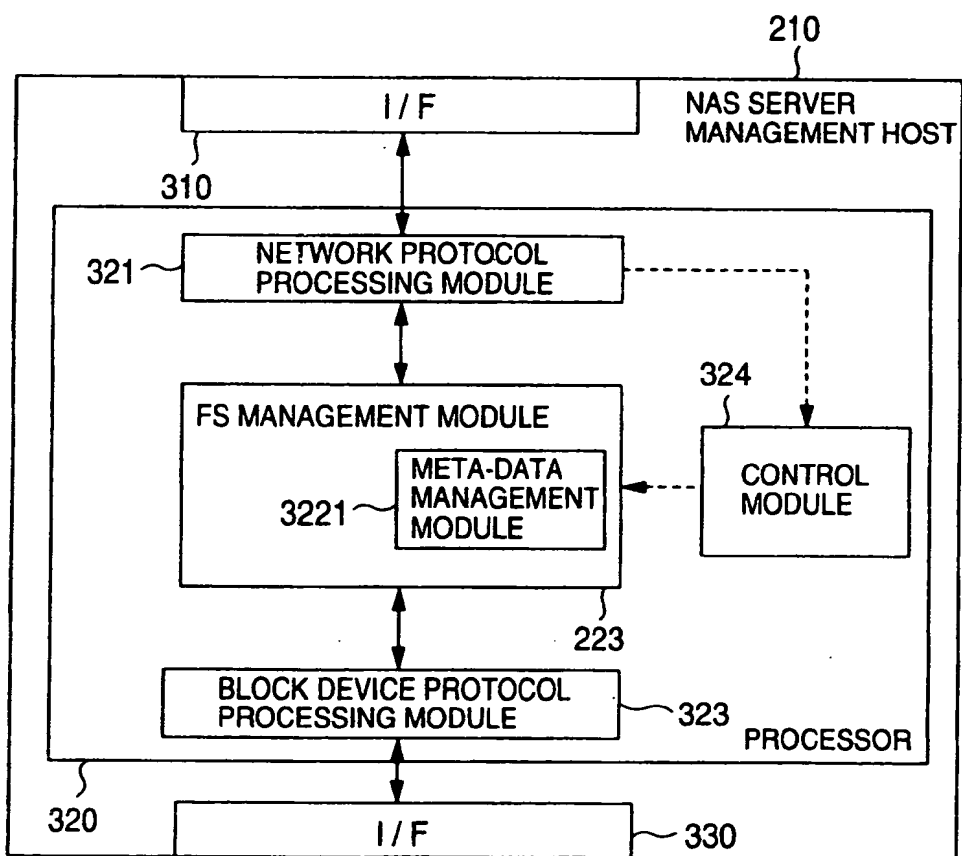 210
I / F
NAS SERVER
MANAGEMENT HOST
310
321
NETWORK PROTOCOL
PROCESSING MODULE
324
FS MANAGEMENT MODULE
3221
META-DATA
MANAGEMENT
MODULE
CONTROL
MODULE
223
BLOCK DEVICE PROTOCOL
PROCESSING MODULE
323
PROCESSOR
320
I / F
330